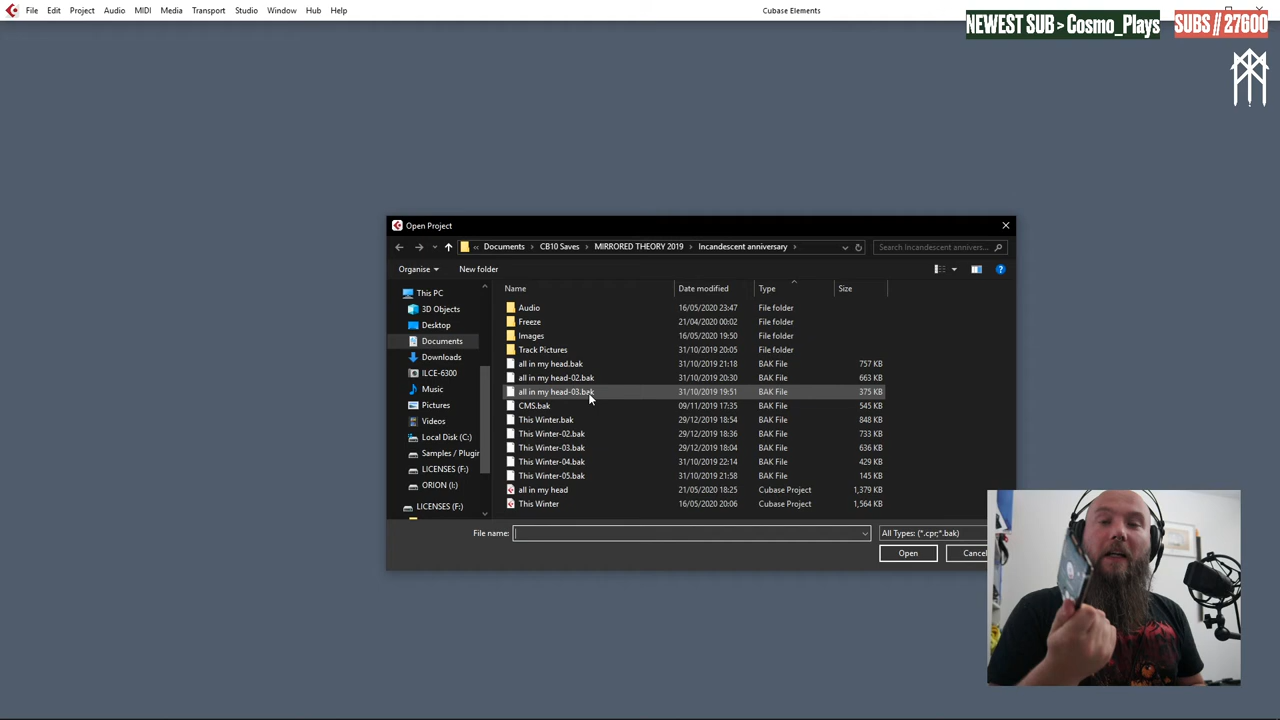 File Edit Project Audio MIDI Media Transport Studio Window Hub Help
Cubase Elements
NEWEST SUB > Cosmo_Plays SUBS // 27600
Open Project
« Documents › CB10 Saves › MIRRORED THEORY 2019 › Incandescent anniversary ›
Search Incandescent annivers...
Organise New folder
Name Date modified Type Size
This PC
3D Objects
Desktop
Documents
Downloads
ILCE-6300
Music
Pictures
Videos
Local Disk (C:)
Samples / Plugin
LICENSES (F:)
ORION (I:)
LICENSES (F:)
Audio 16/05/2020 23:47 File folder
Freeze 21/04/2020 00:02 File folder
Images 16/05/2020 19:50 File folder
Track Pictures 31/10/2019 20:05 File folder
all in my head.bak 31/10/2019 21:18 BAK File 757 KB
all in my head-02.bak 31/10/2019 20:30 BAK File 663 KB
all in my head-03.bak 31/10/2019 19:51 BAK File 375 KB
CMS.bak 09/11/2019 17:35 BAK File 545 KB
This Winter.bak 29/12/2019 18:54 BAK File 848 KB
This Winter-02.bak 29/12/2019 18:36 BAK File 733 KB
This Winter-03.bak 29/12/2019 18:04 BAK File 636 KB
This Winter-04.bak 31/10/2019 22:14 BAK File 429 KB
This Winter-05.bak 31/10/2019 21:58 BAK File 145 KB
all in my head 21/05/2020 18:25 Cubase Project 1,379 KB
This Winter 16/05/2020 20:06 Cubase Project 1,564 KB
File name:
All Types: (*.cpr;*.bak)
Open Cancel